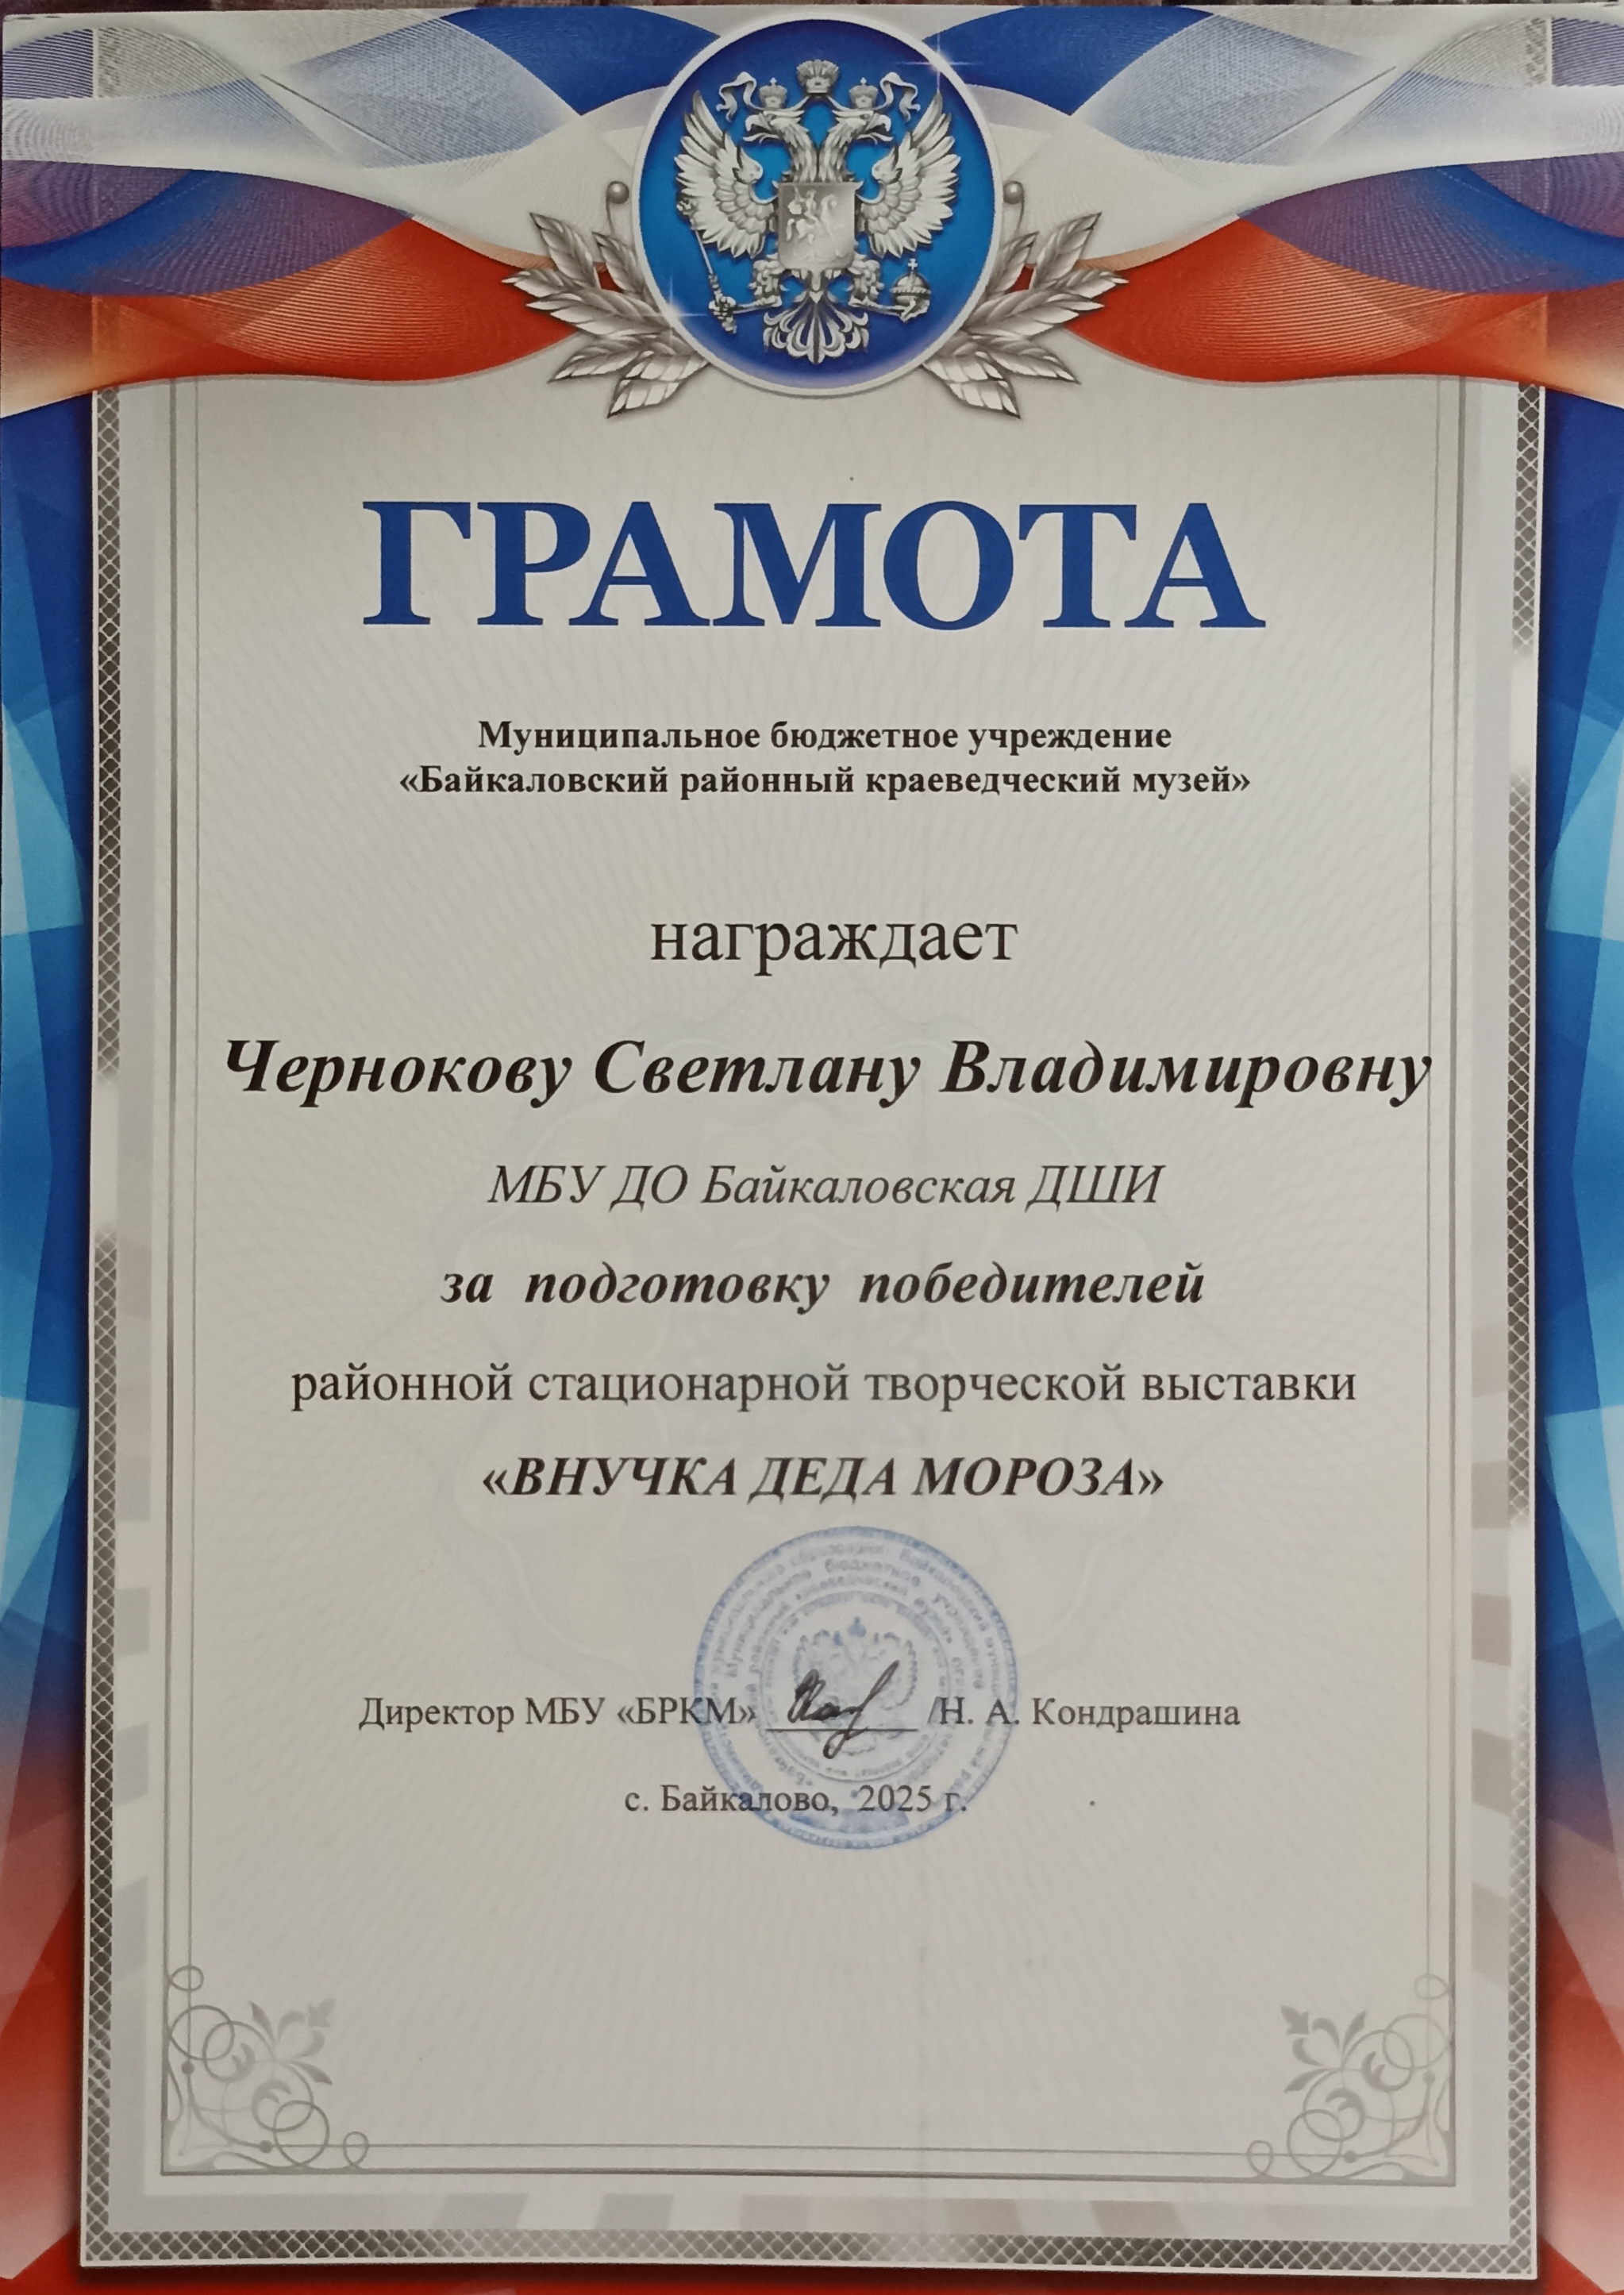 ГРАМОТА
Муниципальное бюджетное учреждение
«Байкаловский районный краеведческий музей»
награждает
Чернокову Светлану Владимировну
МБУ ДО Байкаловская ДШИ
за подготовку победителей
районной стационарной творческой выставки
«ВНУЧКА ДЕДА МОРОЗА»
Директор МБУ «БРКМ» /Н. А. Кондрашина
с. Байкалово, 2025 г.